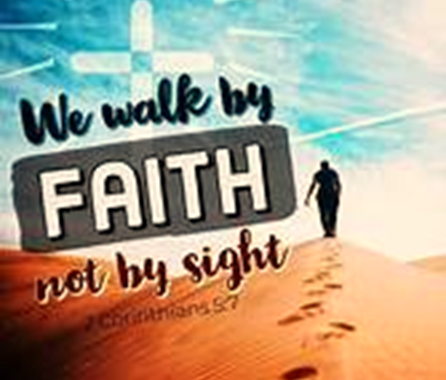 We walk by
FAITH
not by sight
2 Corinthians 5:7